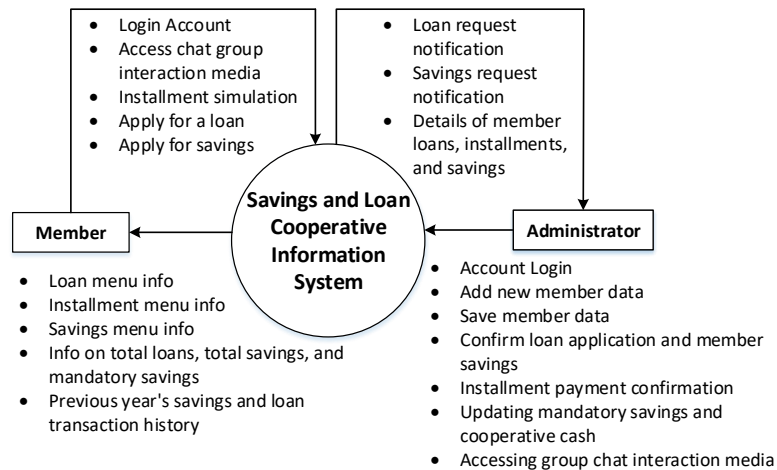 • Login Account
• Access chat group
interaction media
• Installment simulation
• Apply for a loan
• Apply for savings
• Loan request
notification
• Savings request
notification
• Details of member
loans, installments,
and savings
Savings and Loan
Cooperative
Information
System
Member
Administrator
• Loan menu info
• Installment menu info
• Savings menu info
• Info on total loans, total savings, and
mandatory savings
• Previous year's savings and loan
transaction history
• Account Login
• Add new member data
• Save member data
• Confirm loan application and member
savings
• Installment payment confirmation
• Updating mandatory savings and
cooperative cash
• Accessing group chat interaction media